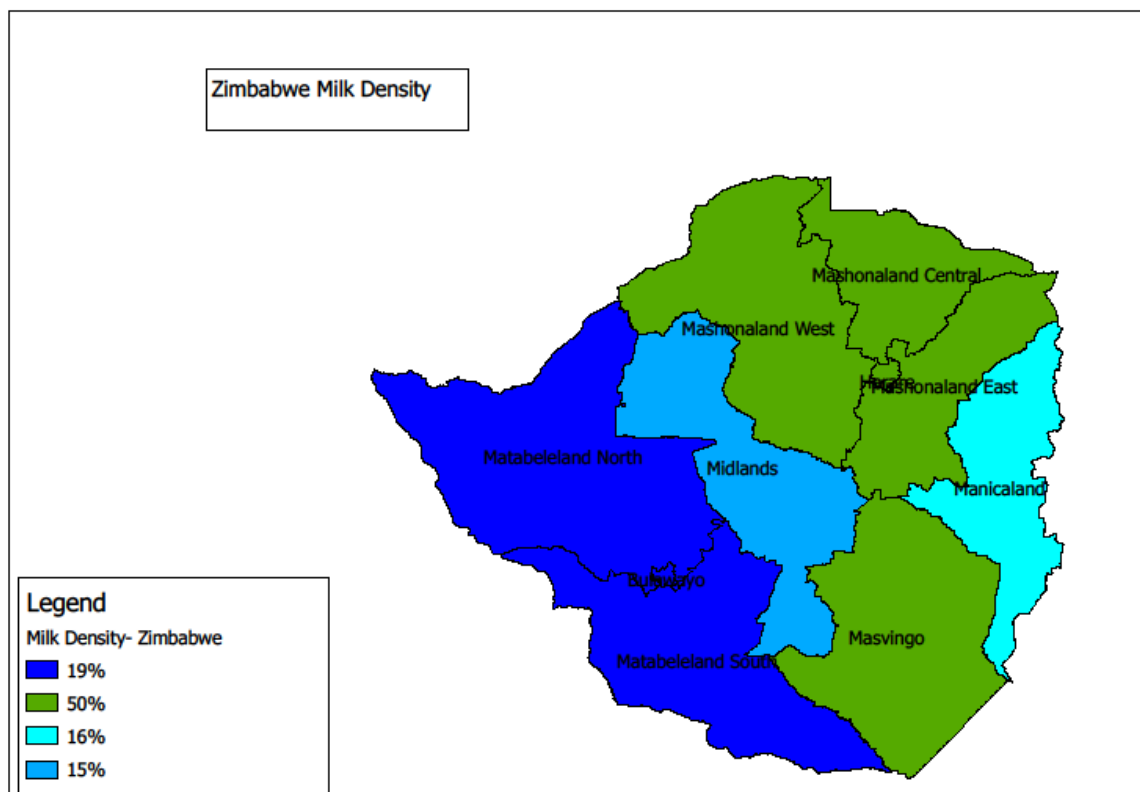 Zimbabwe Milk Density
Mashonaland Central
Mashonaland West
Harare
Mashonaland East
Matabeleland North
Midlands
Manicaland
Bulawayo
Masvingo
Matabeleland South
Legend
Milk Density- Zimbabwe
19%
50%
16%
15%